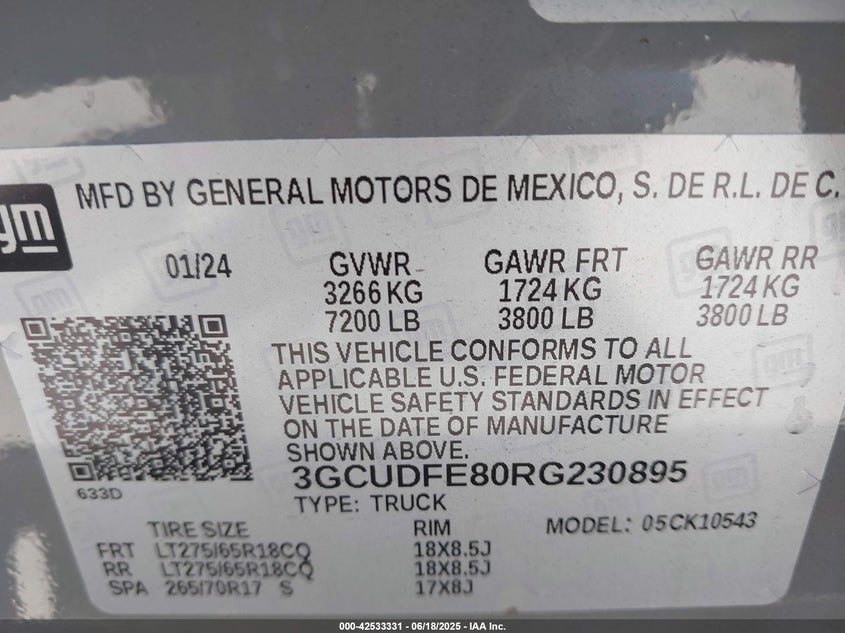 gm
MFD BY GENERAL MOTORS DE MEXICO, S. DE R.L. DE C.
01/24
GVWR GAWR FRT GAWR RR
3266 KG 1724 KG 1724 KG
7200 LB 3800 LB 3800 LB
THIS VEHICLE CONFORMS TO ALL
APPLICABLE U.S. FEDERAL MOTOR
VEHICLE SAFETY STANDARDS IN EFFECT
ON THE DATE OF MANUFACTURE
SHOWN ABOVE.
633D
3GCUDFE80RG230895
TYPE: TRUCK
TIRE SIZE RIM MODEL: 05CK10543
FRT LT275/65R18CQ 18X8.5J
RR LT275/65R18CQ 18X8.5J
SPA 265/70R17 S 17X8J
000-42533331 - 06/18/2025 - IAA Inc.